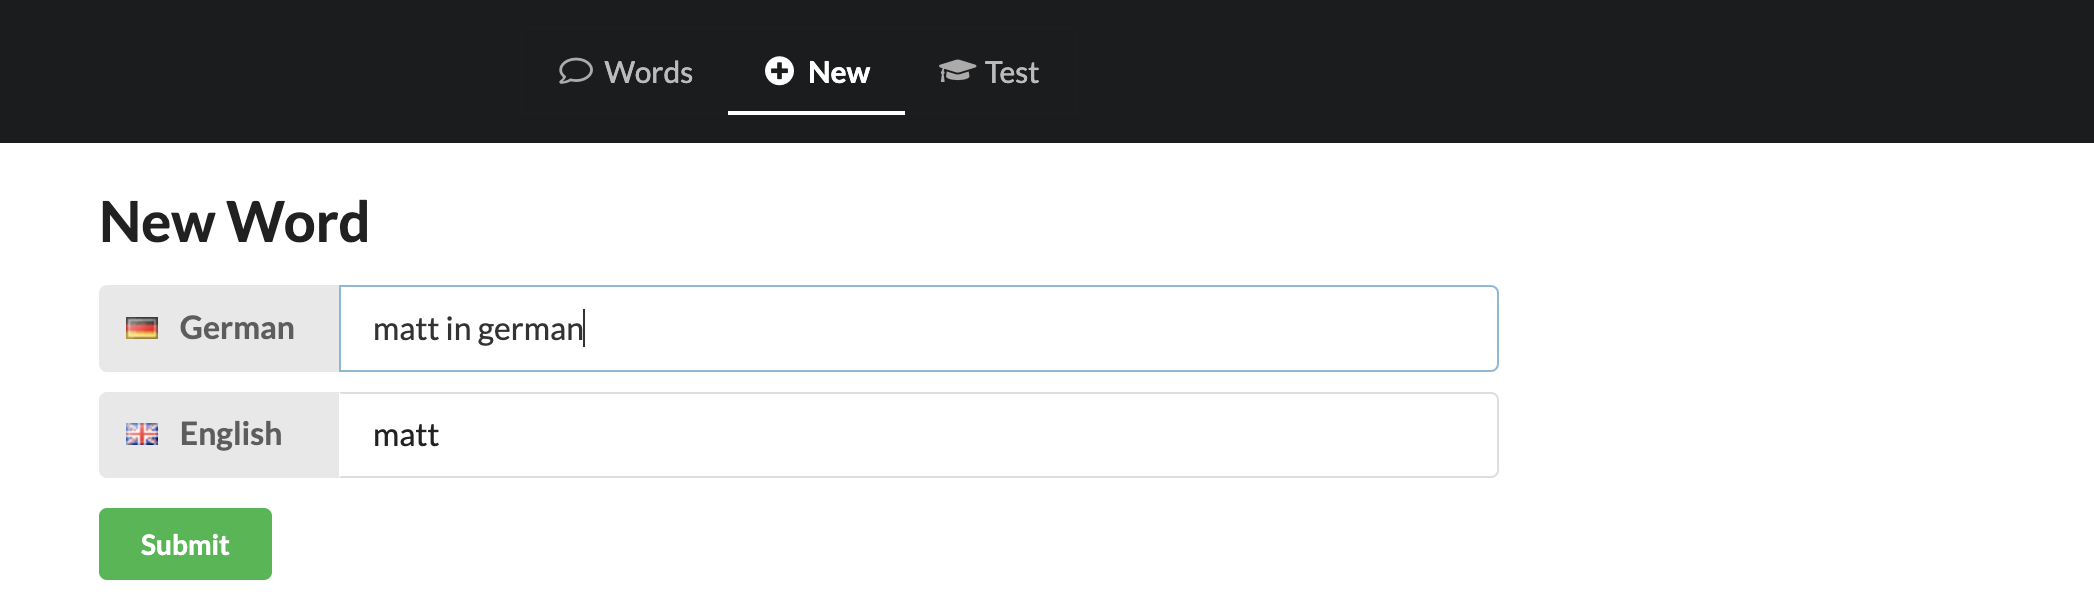 Words New Test
New Word
German matt in german
English matt
Submit